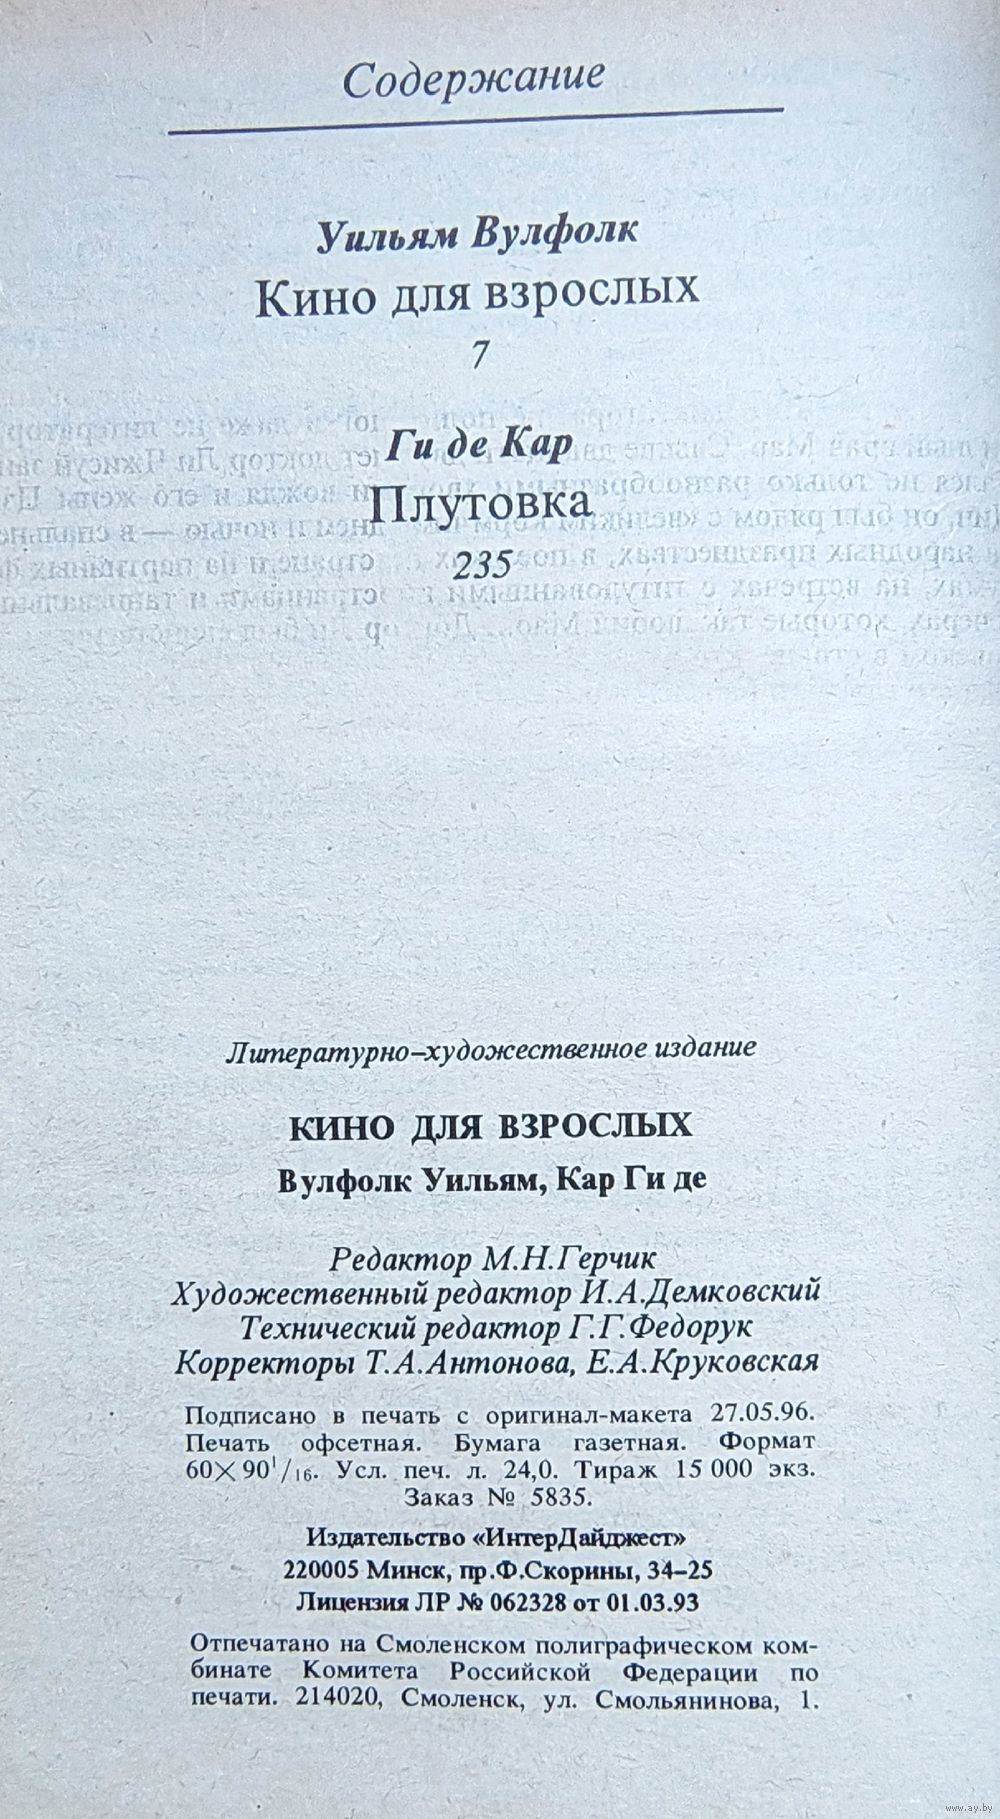 Содержание
Уильям Вулфолк
Кино для взрослых
7
Ги де Кар
Плутовка
235
Литературно–художественное издание
КИНО ДЛЯ ВЗРОСЛЫХ
Вулфолк Уильям, Кар Ги де
Редактор М.Н.Герчик
Художественный редактор И.А.Демковский
Технический редактор Г.Г.Федорук
Корректоры Т.А.Антонова, Е.А.Круковская
Подписано в печать с оригинал-макета 27.05.96.
Печать офсетная. Бумага газетная. Формат
60×90¹/₁₆. Усл. печ. л. 24,0. Тираж 15 000 экз.
Заказ № 5835.
Издательство «ИнтерДайджест»
220005 Минск, пр.Ф.Скорины, 34–25
Лицензия ЛР № 062328 от 01.03.93
Отпечатано на Смоленском полиграфическом ком-
бинате Комитета Российской Федерации по
печати. 214020, Смоленск, ул. Смольянинова, 1.
www.ay.by